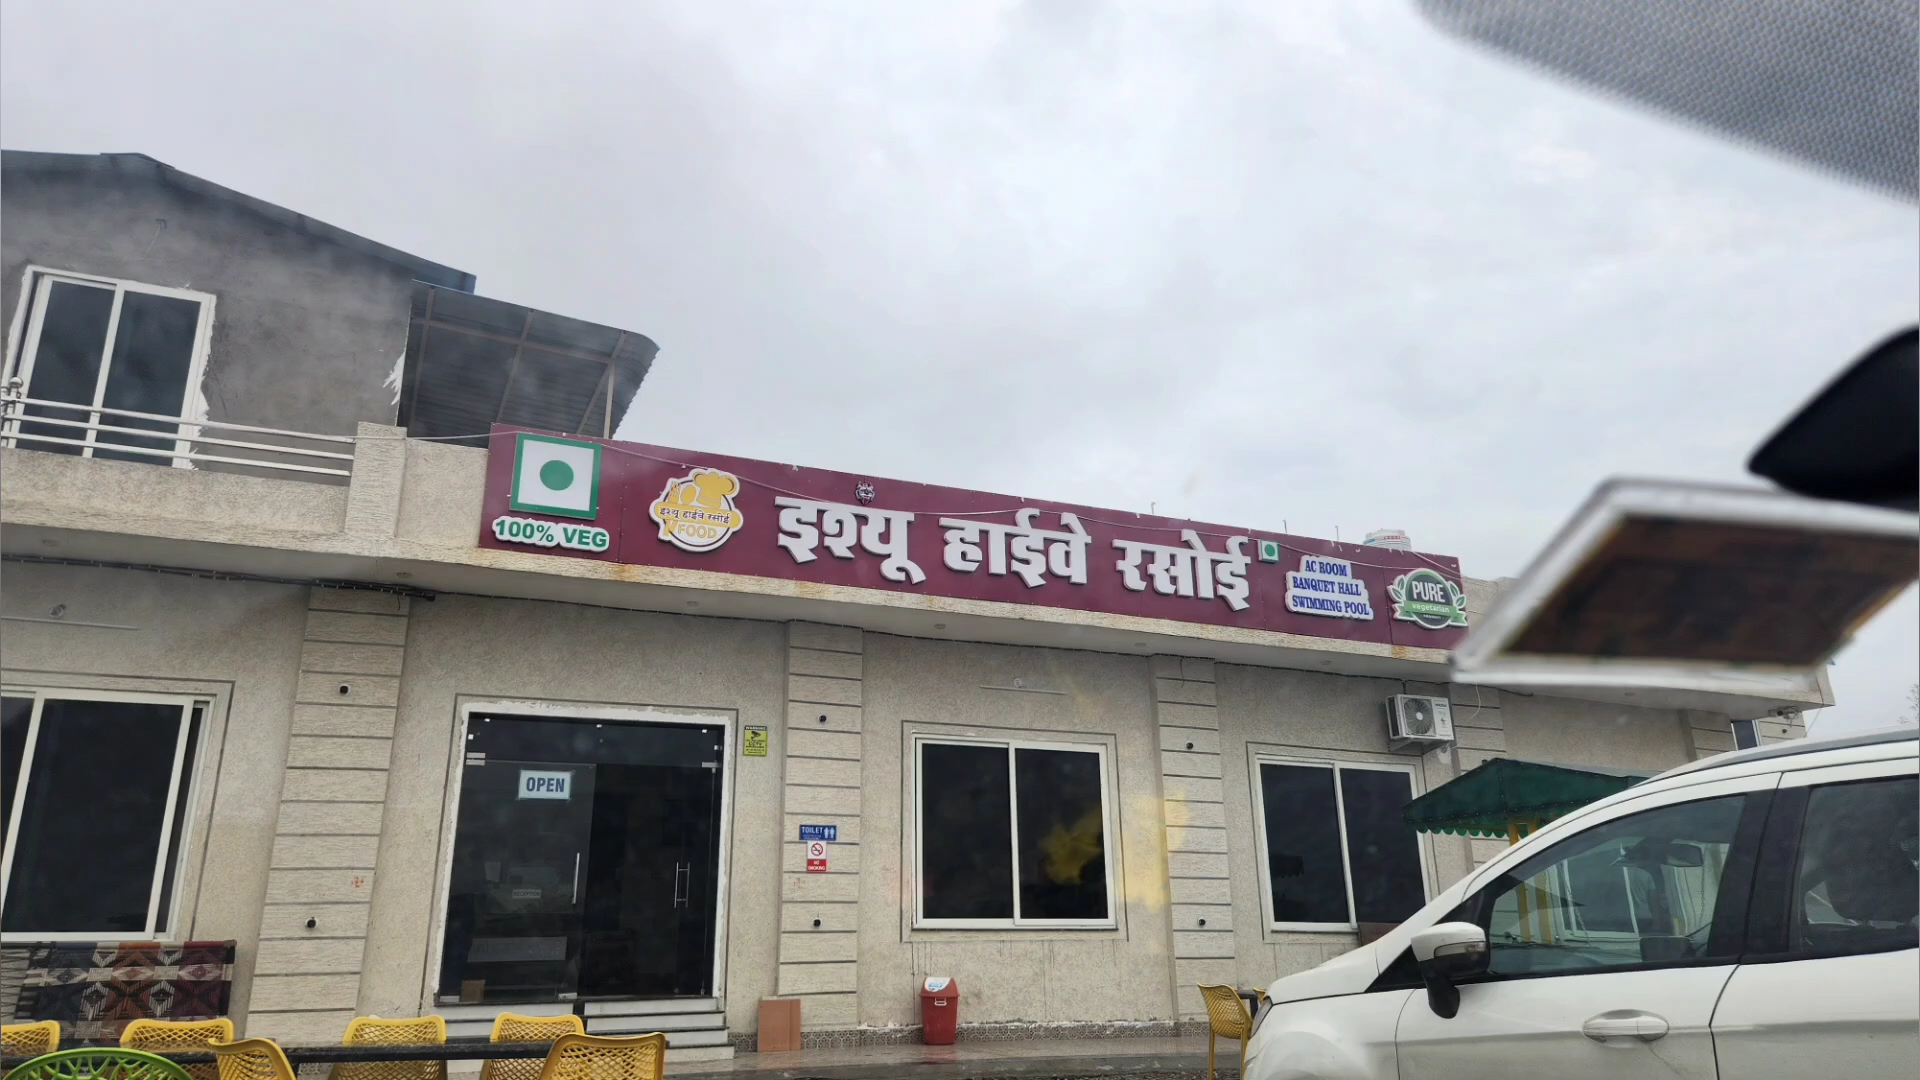 100% VEG
इश्यू हाईवे रसोई
FOOD
इश्यू हाईवे रसोई
AC ROOM
BANQUET HALL
SWIMMING POOL
PURE
vegetarian
OPEN
WARNING
TOILET
NO
SMOKING